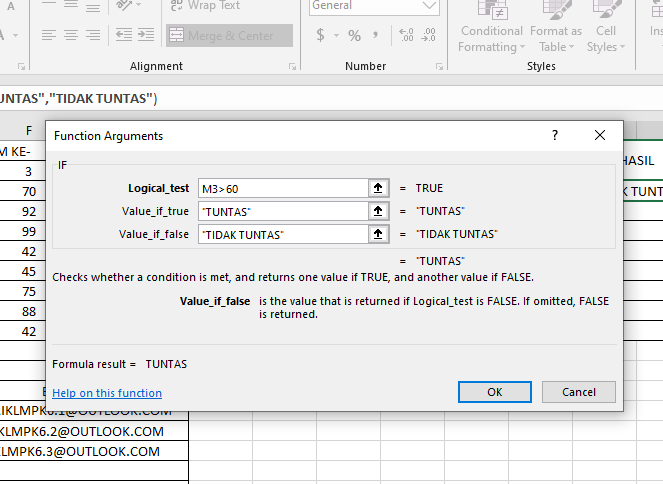 Wrap Text
General
Merge & Center
$
%
Conditional Formatting
Format as Table
Cell Styles
Alignment
Number
Styles
UNTAS","TIDAK TUNTAS")
F
M KE-
3
HASIL
70
K TUNT
92
99
42
45
75
88
42
Function Arguments
?
IF
Logical_test M3>60 = TRUE
Value_if_true "TUNTAS" = "TUNTAS"
Value_if_false "TIDAK TUNTAS" = "TIDAK TUNTAS"
= "TUNTAS"
Checks whether a condition is met, and returns one value if TRUE, and another value if FALSE.
Value_if_false is the value that is returned if Logical_test is FALSE. If omitted, FALSE
is returned.
Formula result = TUNTAS
Help on this function
OK
Cancel
IKLMPK6.1@OUTLOOK.COM
KLMPK6.2@OUTLOOK.COM
KLMPK6.3@OUTLOOK.COM